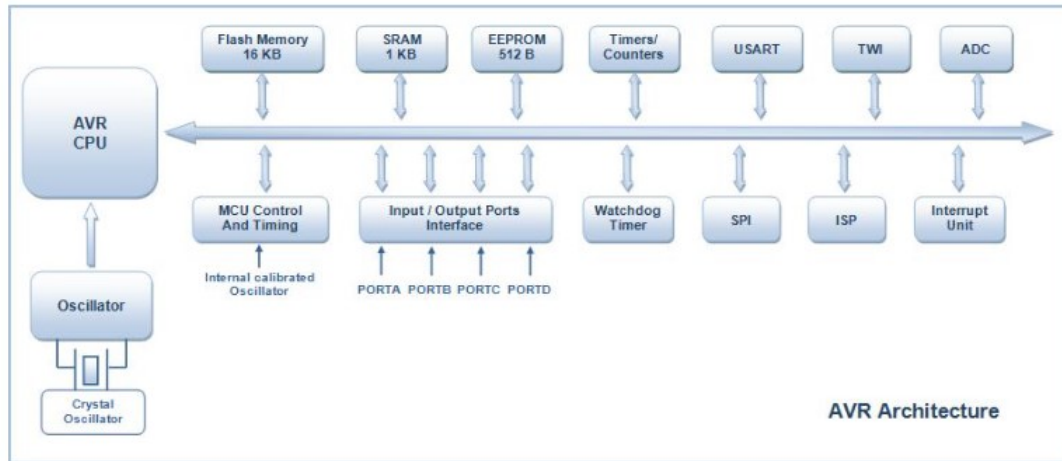 Flash Memory
16 KB
SRAM
1 KB
EEPROM
512 B
Timers/
Counters
USART
TWI
ADC
AVR
CPU
MCU Control
And Timing
Input / Output Ports
Interface
Watchdog
Timer
SPI
ISP
Interrupt
Unit
Internal calibrated
Oscillator
PORTA PORTB PORTC PORTD
Oscillator
Crystal
Oscillator
AVR Architecture